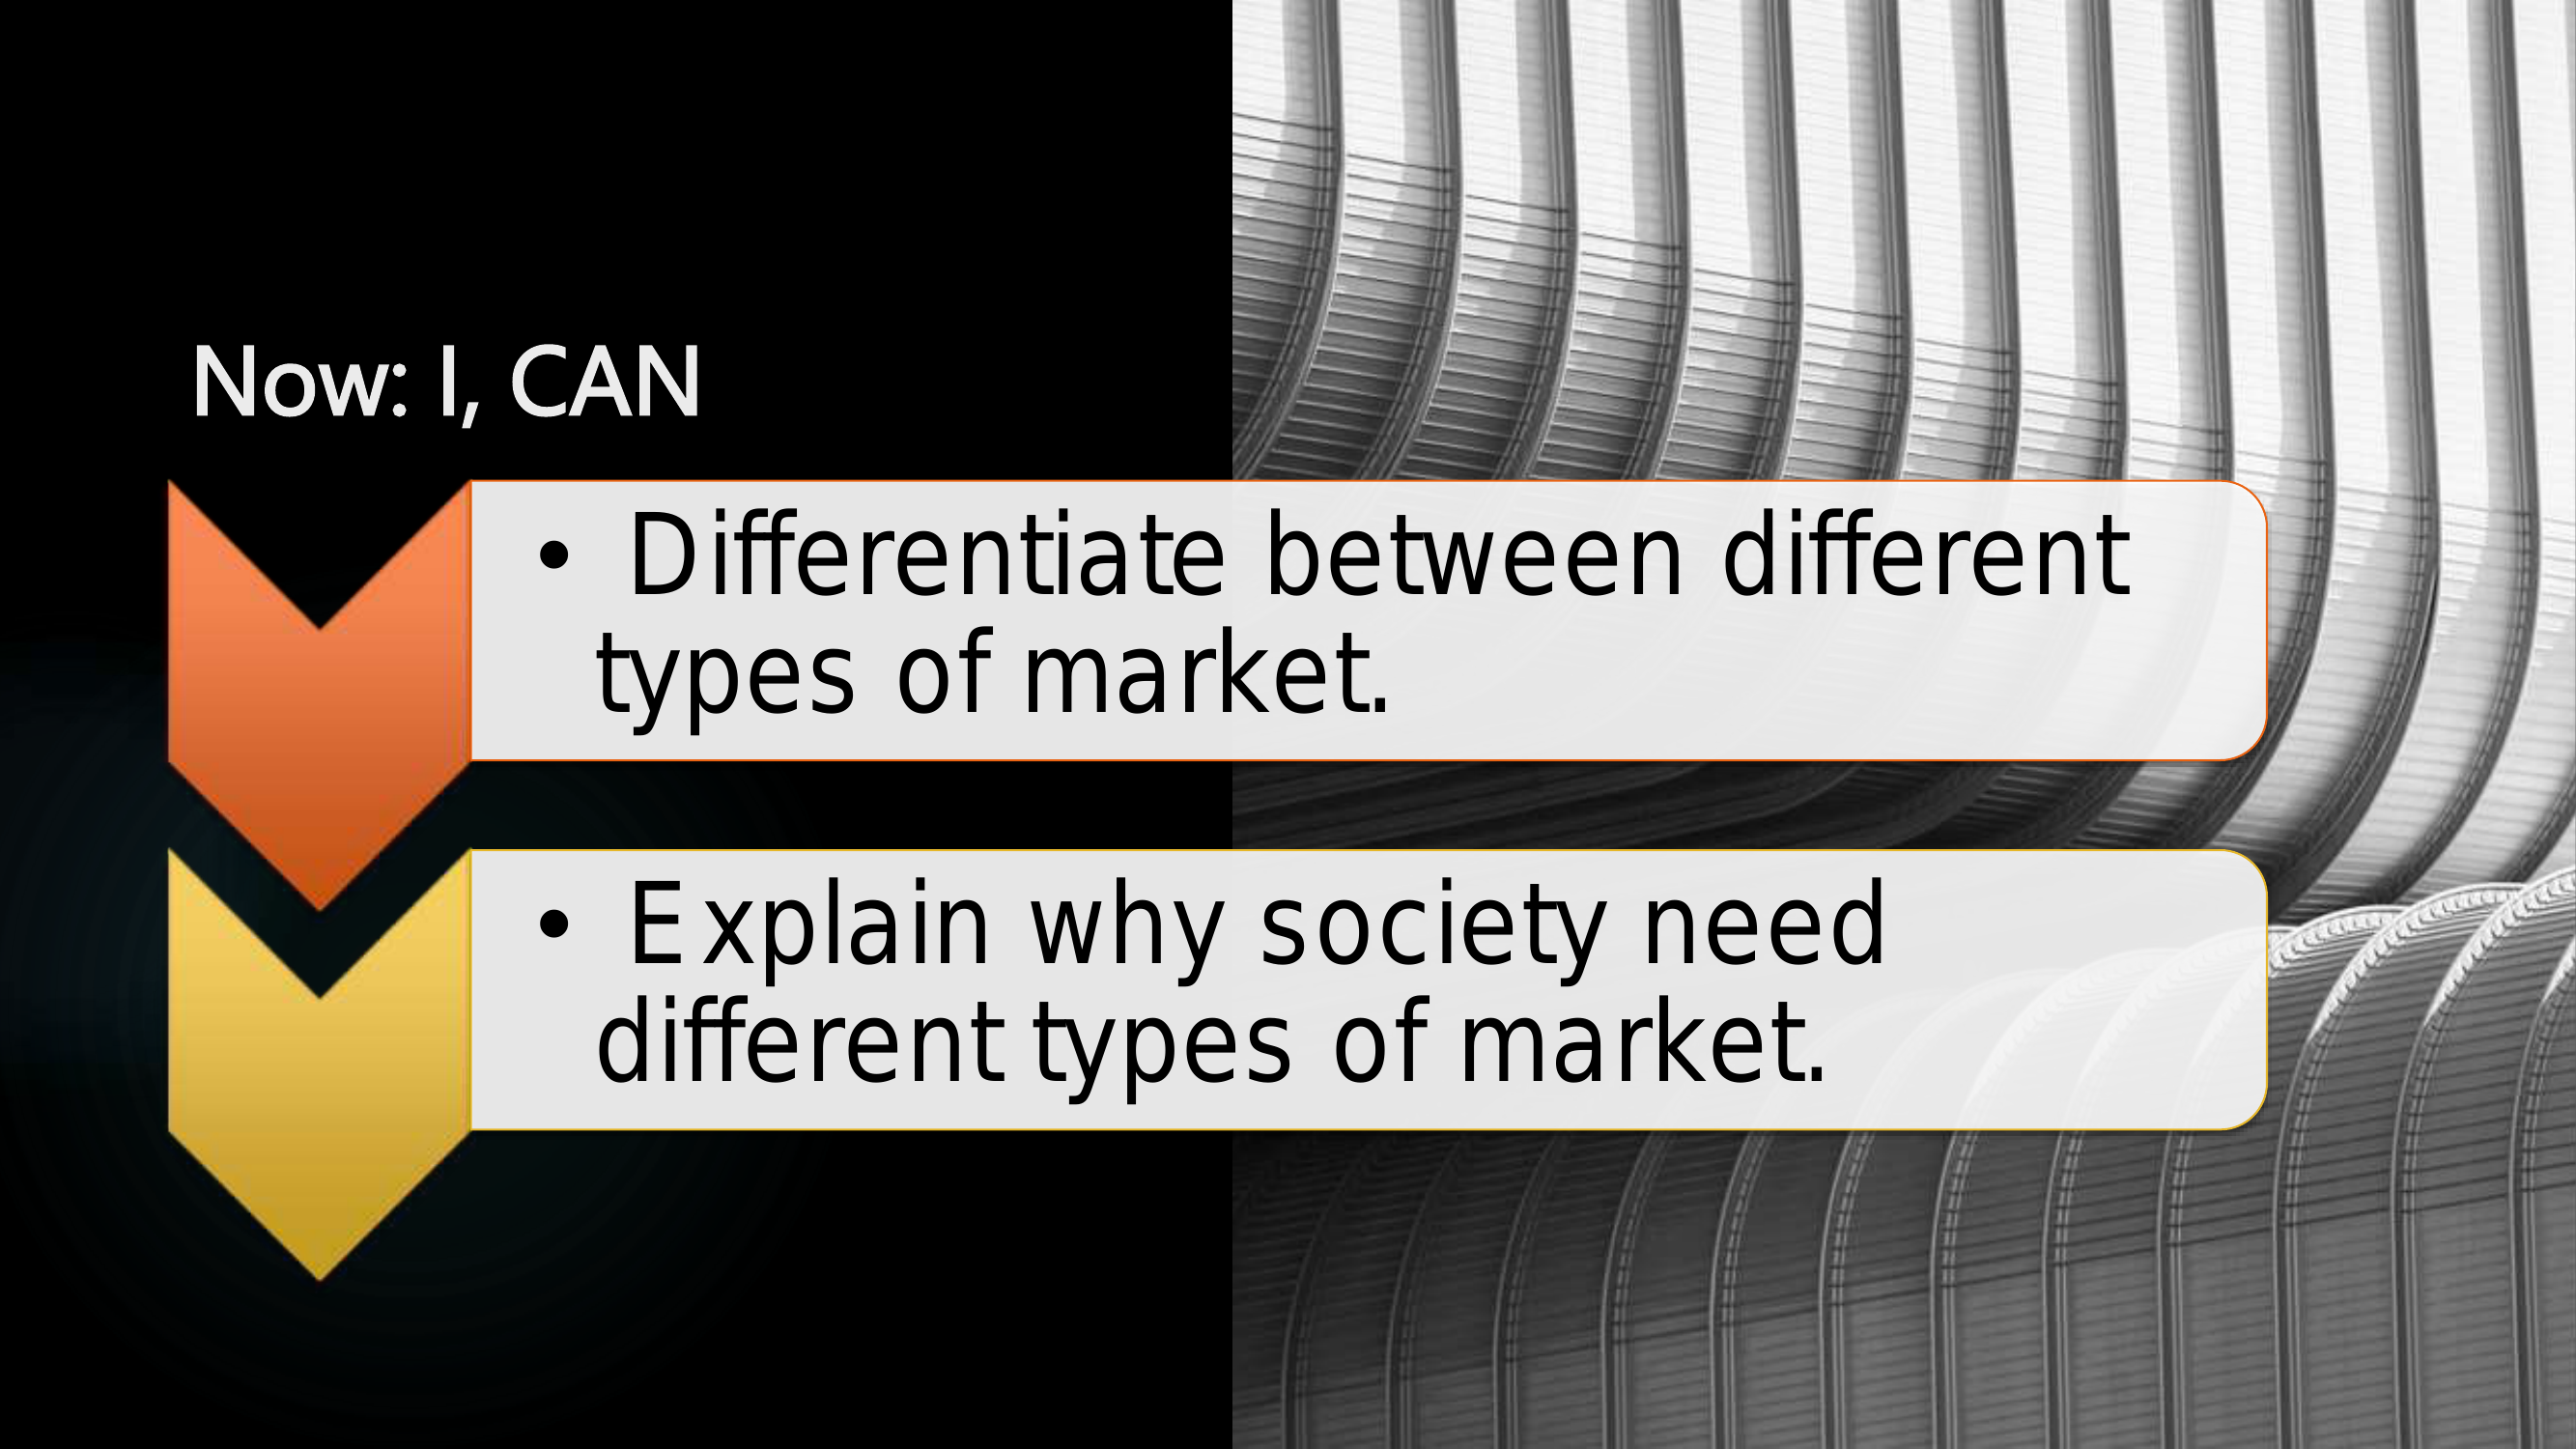 Now: I, CAN
• Differentiate between different
types of market.
• Explain why society need
different types of market.